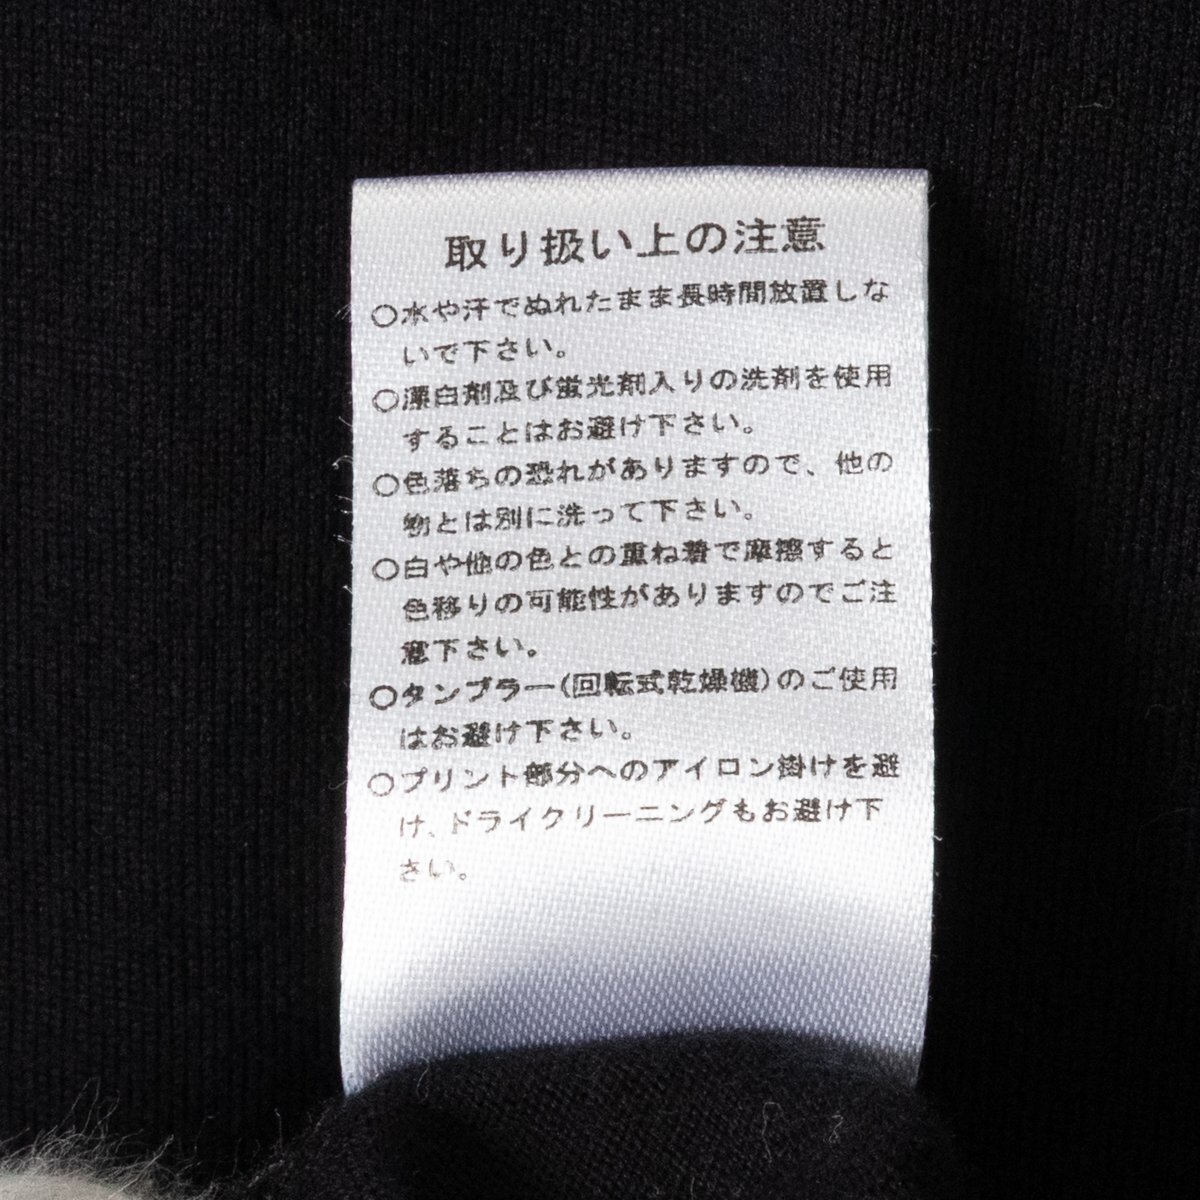 取り扱い上の注意
○水や汗でぬれたまま長時間放置しな
いで下さい。
○漂白剤及び蛍光剤入りの洗剤を使用
することはお避け下さい。
○色落ちの恐れがありますので、他の
物とは別に洗って下さい。
○白や他の色との重ね着で摩擦すると
色移りの可能性がありますのでご注
意下さい。
○タンブラー(回転式乾燥機)のご使用
はお避け下さい。
○プリント部分へのアイロン掛けを避
け、ドライクリーニングもお避け下
さい。